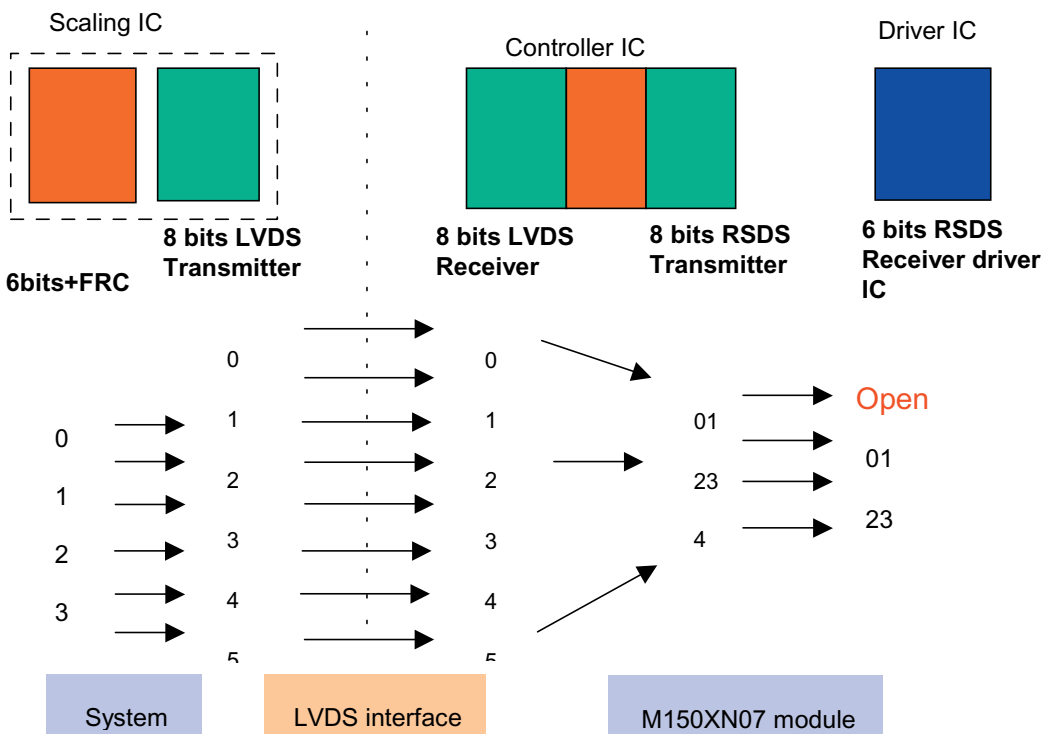 Scaling IC
Controller IC
Driver IC
6bits+FRC
8 bits LVDS
Transmitter
8 bits LVDS
Receiver
8 bits RSDS
Transmitter
6 bits RSDS
Receiver driver
IC
0
1
2
3
0
1
2
3
4
5
0
1
2
3
4
5
01
23
4
Open
01
23
System
LVDS interface
M150XN07 module